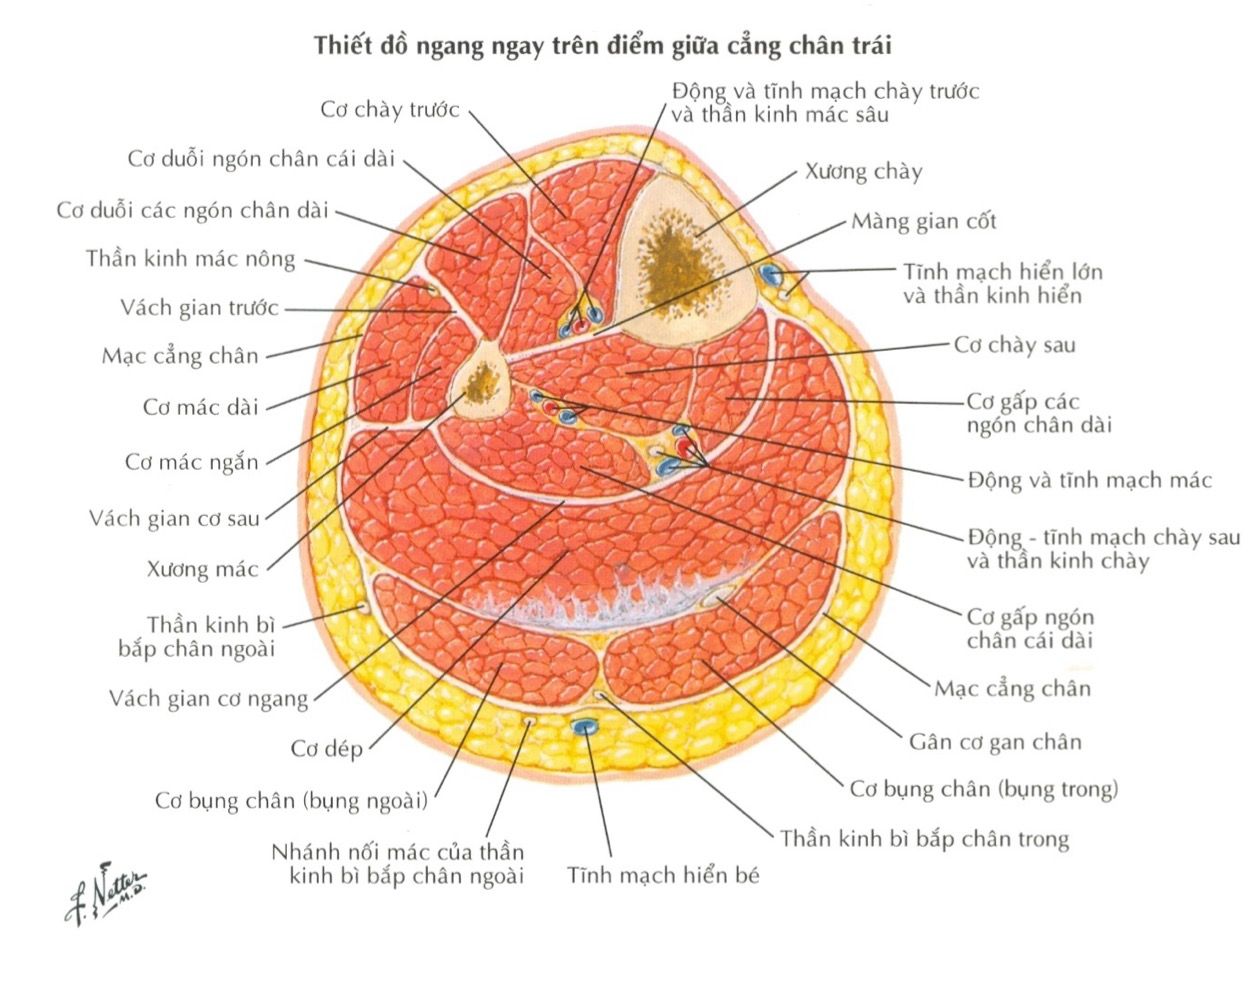 Thiết đồ ngang ngay trên điểm giữa cẳng chân trái
Cơ chày trước
Cơ duỗi ngón chân cái dài
Cơ duỗi các ngón chân dài
Thần kinh mác nông
Vách gian trước
Mạc cẳng chân
Cơ mác dài
Cơ mác ngắn
Vách gian cơ sau
Xương mác
Thần kinh bì
bắp chân ngoài
Vách gian cơ ngang
Cơ dép
Cơ bụng chân (bụng ngoài)
Nhánh nối mác của thần
kinh bì bắp chân ngoài
Tĩnh mạch hiển bé
Động và tĩnh mạch chày trước
và thần kinh mác sâu
Xương chày
Màng gian cốt
Tĩnh mạch hiển lớn
và thần kinh hiển
Cơ chày sau
Cơ gấp các
ngón chân dài
Động và tĩnh mạch mác
Động - tĩnh mạch chày sau
và thần kinh chày
Cơ gấp ngón
chân cái dài
Mạc cẳng chân
Gân cơ gan chân
Cơ bụng chân (bụng trong)
Thần kinh bì bắp chân trong
F. Netter
M.D.